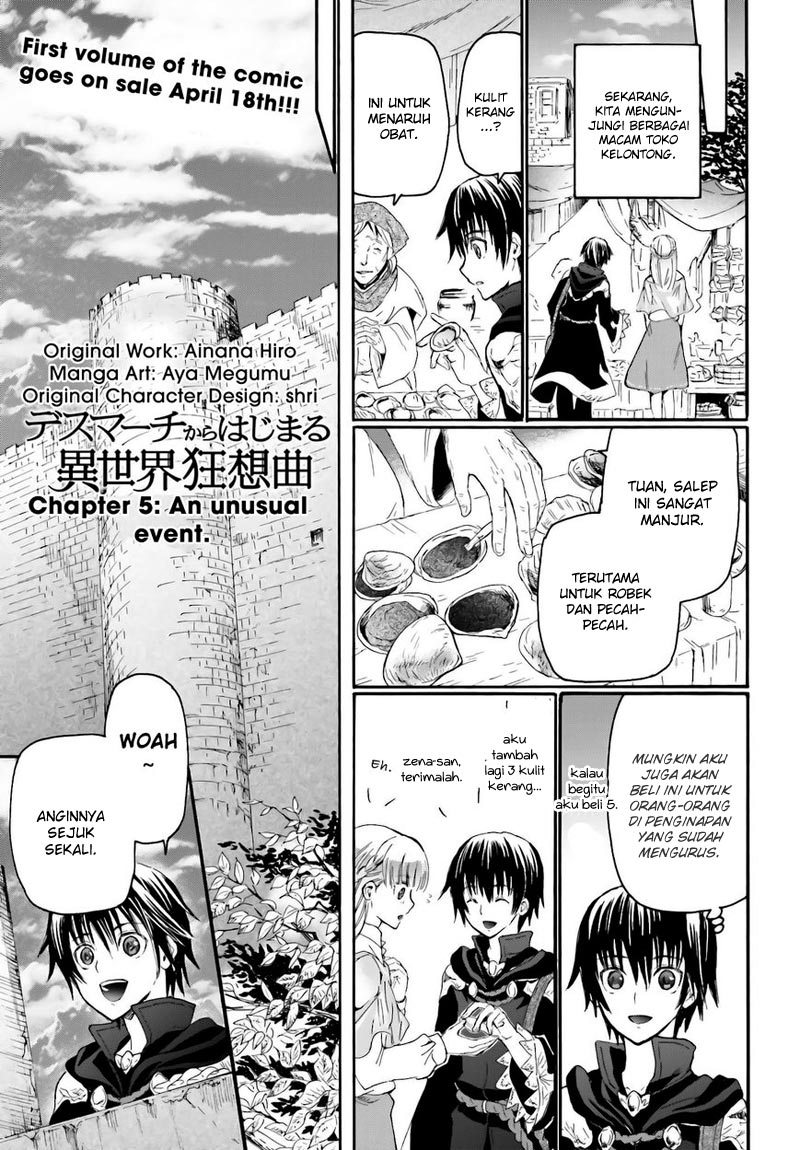 SEKARANG,
KITA MENGUN-
JUNGI BERBAGAI
MACAM TOKO
KELONTONG.
KULIT
KERANG
...?
INI UNTUK
MENARUH
OBAT.
TUAN, SALEP
INI SANGAT
MANJUR.
TERUTAMA
UNTUK ROBEK
DAN PECAH-
PECAH.
MUNGKIN AKU
JUGA AKAN
BELI INI UNTUK
ORANG-ORANG
DI PENGINAPAN
YANG SUDAH
MENGURUS.
kalau
begitu
aku beli 5.
aku
tambah
lagi 3 kulit
kerang...
zena-san,
terimalah.
Eh.
First volume of the comic
goes on sale April 18th!!!
Original Work: Ainana Hiro
Manga Art: Aya Megumu
Original Character Design: shri
デスマーチからはじまる
異世界狂想曲
Chapter 5: An unusual
event.
WOAH
~
ANGINNYA
SEJUK
SEKALI.